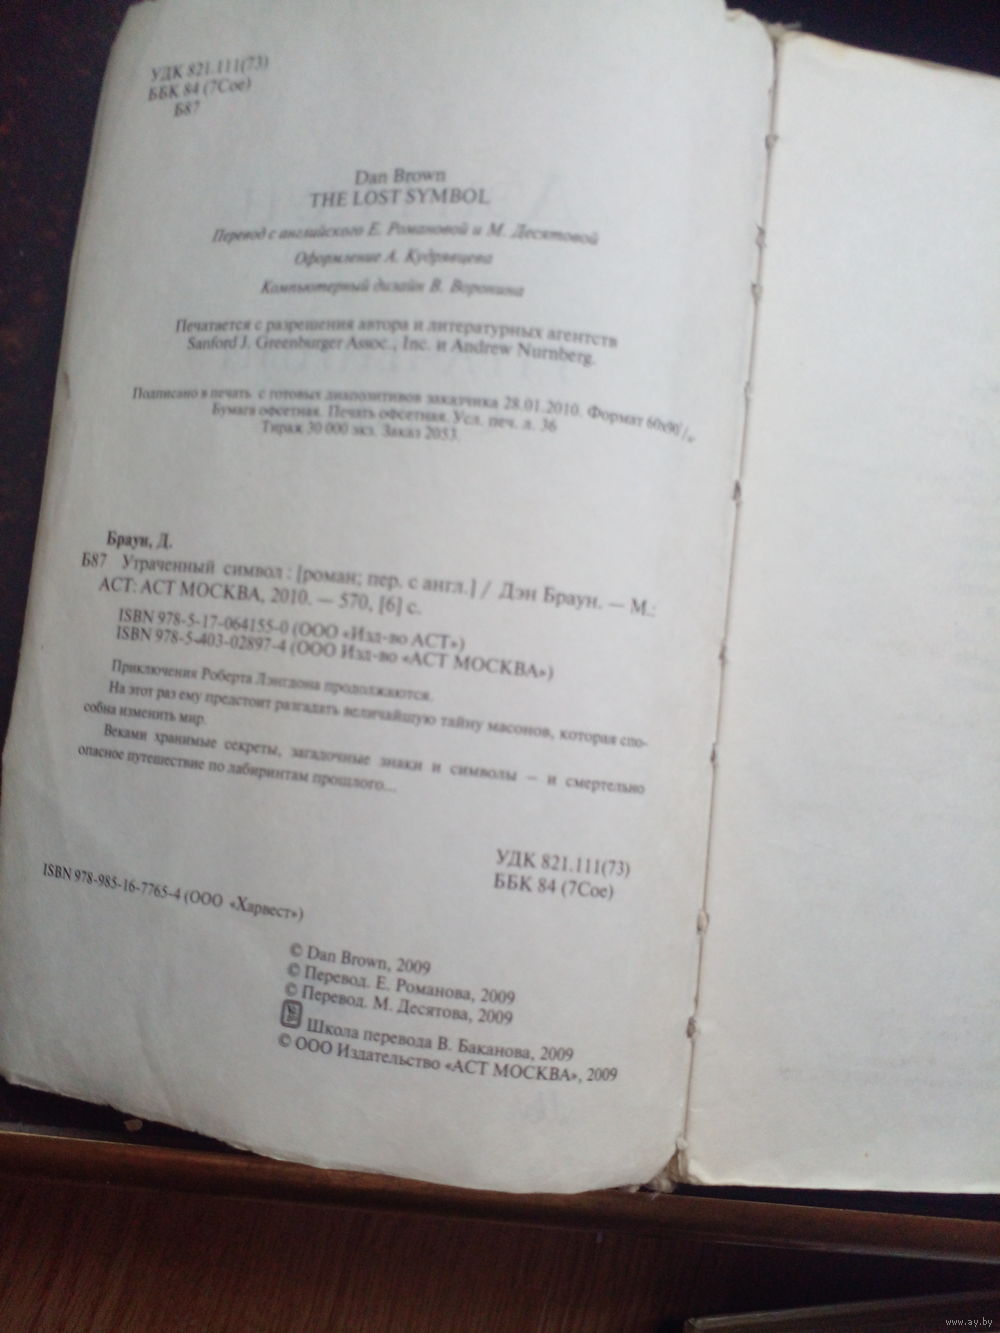 УДК 821.111(73)
ББК 84 (7Сое)
Б87
Dan Brown
THE LOST SYMBOL
Перевод с английского Е. Романовой и М. Десятовой
Оформление А. Кудрявцева
Компьютерный дизайн В. Воронина
Печатается с разрешения автора и литературных агентств
Sanford J. Greenburger Assoc., Inc. и Andrew Nurnberg.
Подписано в печать с готовых диапозитивов заказчика 28.01.2010. Формат 60x90 1/
Бумага офсетная. Печать офсетная. Усл. печ. л. 36
Тираж 30 000 экз. Заказ 2053.
Браун, Д.
Б87 Утраченный символ : [роман; пер. с англ.] / Дэн Браун. — М.:
АСТ: АСТ МОСКВА, 2010. — 570, [6] с.
ISBN 978-5-17-064155-0 (ООО «Изд-во АСТ»)
ISBN 978-5-403-02897-4 (ООО Изд-во «АСТ МОСКВА»)
Приключения Роберта Лэнгдона продолжаются.
На этот раз ему предстоит разгадать величайшую тайну масонов, которая спо-
собна изменить мир.
Веками хранимые секреты, загадочные знаки и символы — и смертельно
опасное путешествие по лабиринтам прошлого...
УДК 821.111(73)
ББК 84 (7Сое)
ISBN 978-985-16-7765-4 (ООО «Харвест»)
© Dan Brown, 2009
© Перевод. Е. Романова, 2009
© Перевод. М. Десятова, 2009
Школа перевода В. Баканова, 2009
© ООО Издательство «АСТ МОСКВА», 2009
www.ay.by